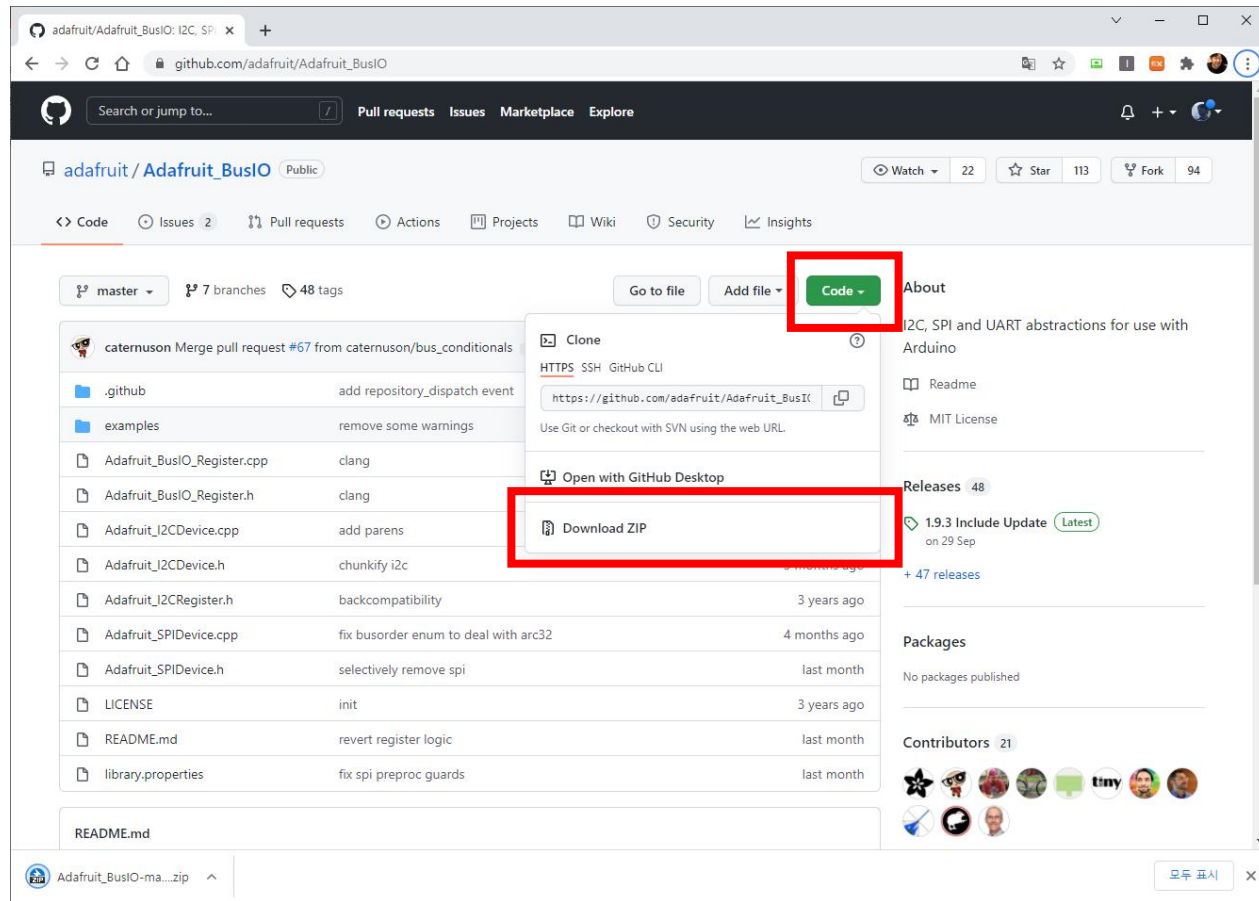 adafruit/Adafruit_BusIO: I2C, SP
github.com/adafruit/Adafruit_BusIO
Search or jump to... / Pull requests Issues Marketplace Explore
adafruit / Adafruit_BusIO Public Watch 22 Star 113 Fork 94
<> Code Issues 2 Pull requests Actions Projects Wiki Security Insights
master 7 branches 48 tags Go to file Add file Code
About
I2C, SPI and UART abstractions for use with
Arduino
Readme
MIT License
Releases 48
1.9.3 Include Update Latest
on 29 Sep
+ 47 releases
Packages
No packages published
Contributors 21
tiny
Clone
HTTPS SSH GitHub CLI
https://github.com/adafruit/Adafruit_BusI
Use Git or checkout with SVN using the web URL.
Open with GitHub Desktop
Download ZIP
caternuson Merge pull request #67 from caternuson/bus_conditionals
.github add repository_dispatch event
examples remove some warnings
Adafruit_BusIO_Register.cpp clang
Adafruit_BusIO_Register.h clang
Adafruit_I2CDevice.cpp add parens
Adafruit_I2CDevice.h chunkify i2c months ago
Adafruit_I2CRegister.h backcompatibility 3 years ago
Adafruit_SPIDevice.cpp fix busorder enum to deal with arc32 4 months ago
Adafruit_SPIDevice.h selectively remove spi last month
LICENSE init 3 years ago
README.md revert register logic last month
library.properties fix spi preproc guards last month
README.md
Adafruit_BusIO-ma....zip 모두 표시